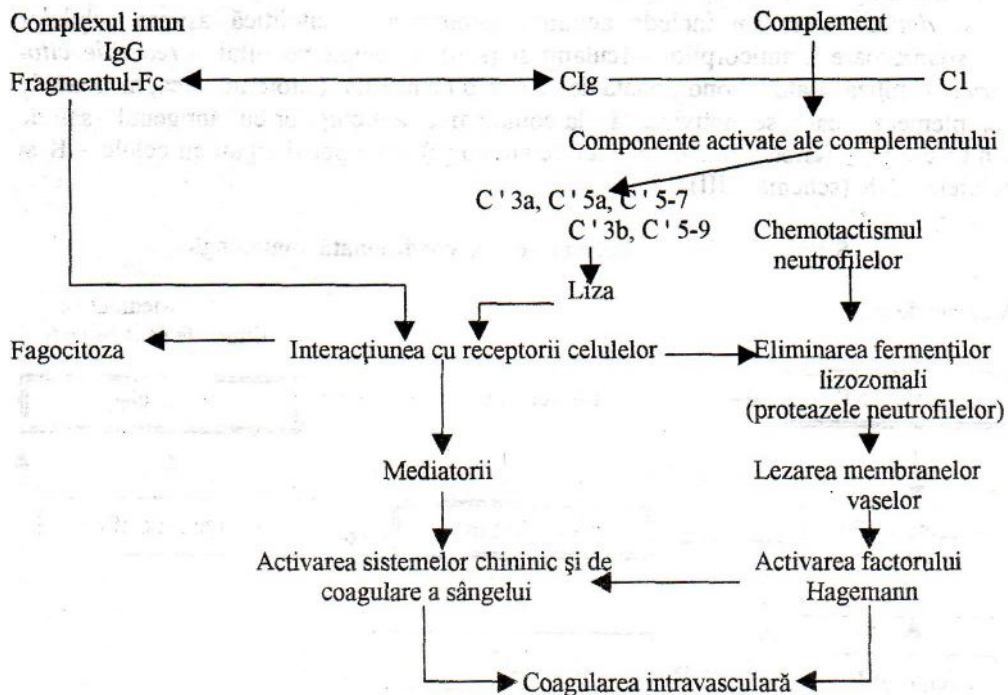 Complexul imun
IgG
Fragmentul-Fc
Complement
CIg
C1
Componente activate ale complementului
C ' 3a, C ' 5a, C ' 5-7
C ' 3b, C ' 5-9
Chemotactismul
neutrofilelor
Liza
Fagocitoza
Interacţiunea cu receptorii celulelor
Eliminarea fermenţilor
lizozomali
(proteazele neutrofilelor)
Mediatorii
Lezarea membranelor
vaselor
Activarea sistemelor chininic şi de
coagulare a sângelui
Activarea factorului
Hagemann
Coagularea intravasculară